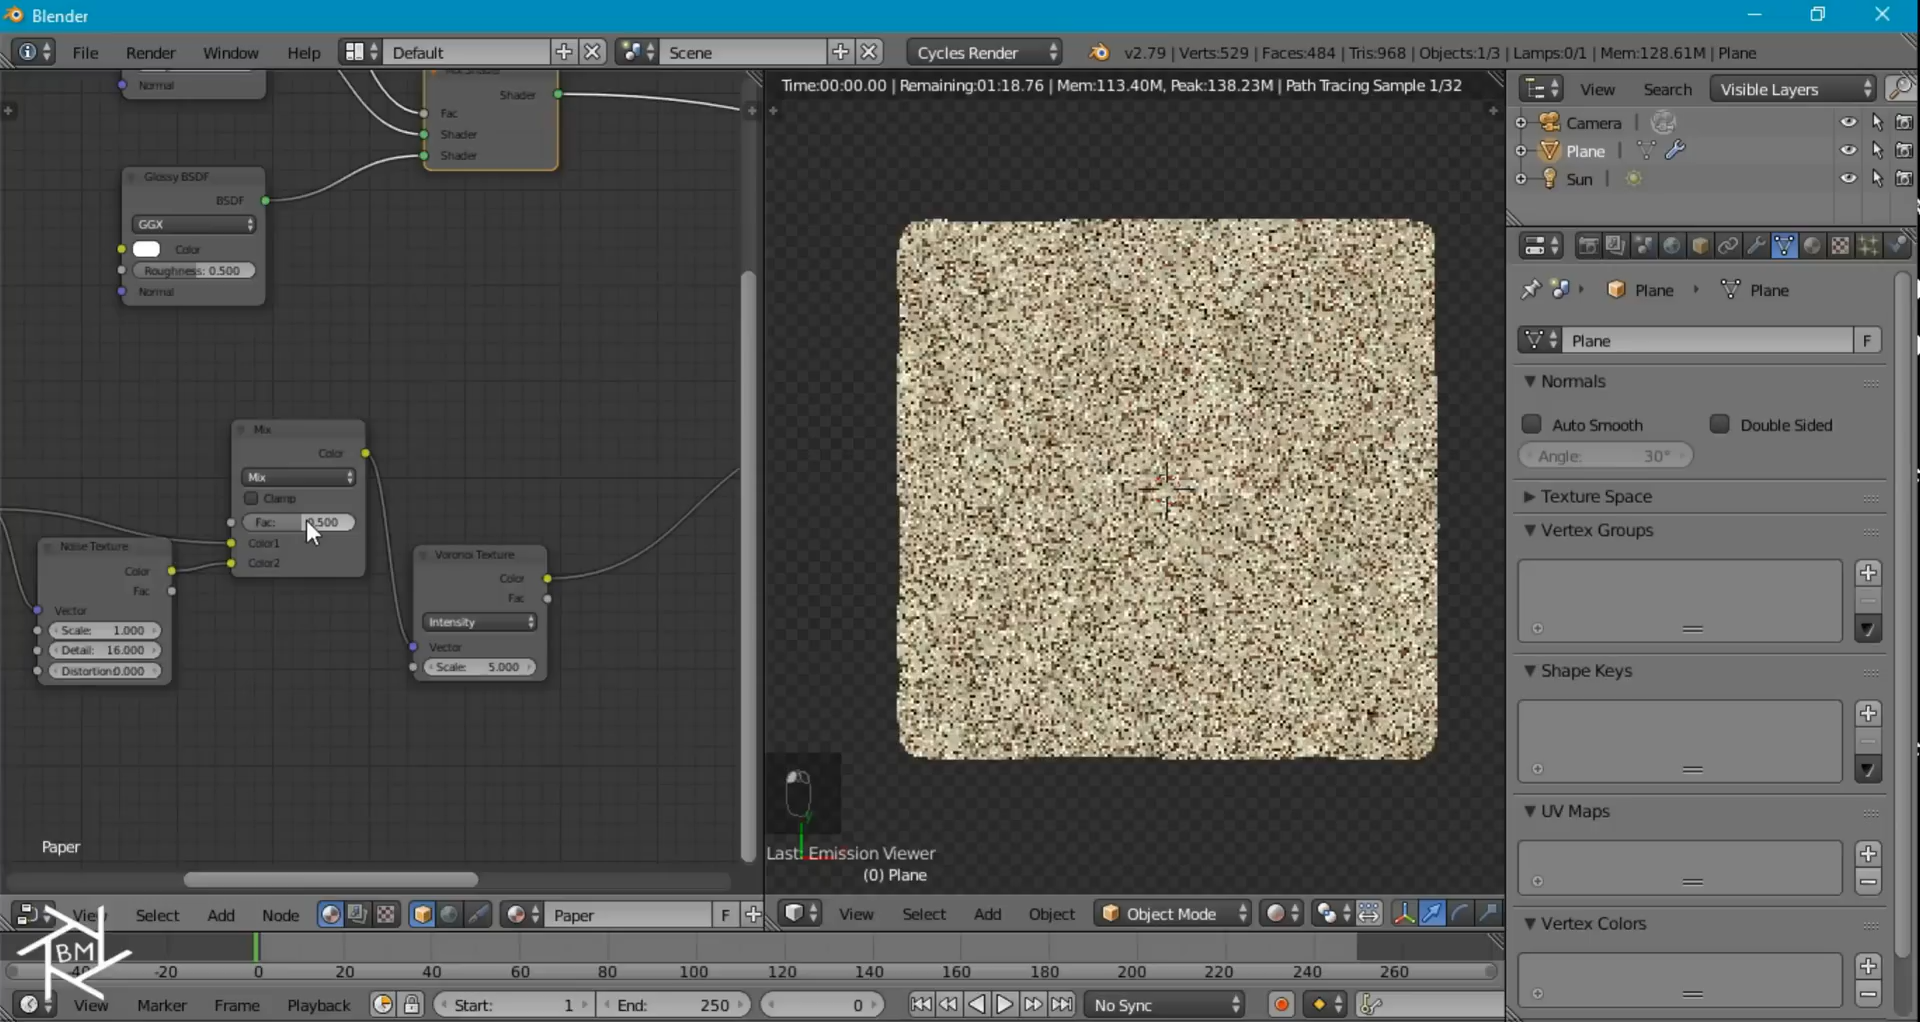 Blender
File Render Window Help Default Scene Cycles Render v2.79 | Verts:529 | Faces:484 | Tris:968 | Objects:1/3 | Lamps:0/1 | Mem:128.61M | Plane
Normal
Shader
Fac
Shader
Shader
Glossy BSDF
BSDF
GGX
Color
Roughness: 0.500
Normal
Mix
Color
Mix
Clamp
Fac: 0.500
Color1
Color2
Noise Texture
Color
Fac
Vector
Scale: 1.000
Detail: 16.000
Distortion:0.000
Voronoi Texture
Color
Fac
Intensity
Vector
Scale: 5.000
Paper
View Select Add Node Paper F
Time:00:00.00 | Remaining:01:18.76 | Mem:113.40M, Peak:138.23M | Path Tracing Sample 1/32
Last: Emission Viewer
(0) Plane
View Select Add Object Object Mode
View Search Visible Layers
Camera
Plane
Sun
Plane Plane
Plane F
Normals
Auto Smooth Double Sided
Angle: 30°
Texture Space
Vertex Groups
Shape Keys
UV Maps
Vertex Colors
BM
-40 -20 0 20 40 60 80 100 120 140 160 180 200 220 240 260
View Marker Frame Playback Start: 1 End: 250 0 No Sync